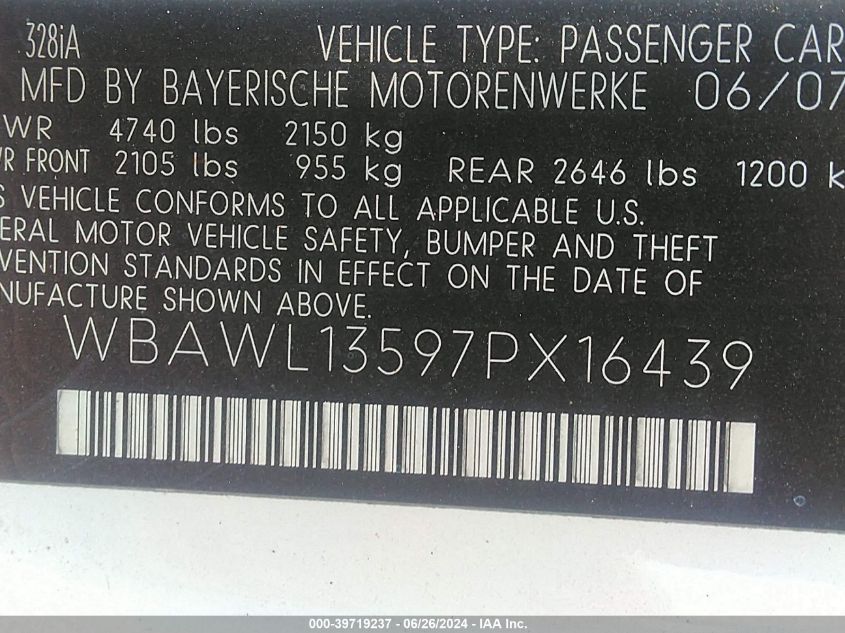 328iA VEHICLE TYPE: PASSENGER CAR
MFD BY BAYERISCHE MOTORENWERKE 06/07
WR 4740 lbs 2150 kg
R FRONT 2105 lbs 955 kg REAR 2646 lbs 1200 k
S VEHICLE CONFORMS TO ALL APPLICABLE U.S.
ERAL MOTOR VEHICLE SAFETY, BUMPER AND THEFT
VENTION STANDARDS IN EFFECT ON THE DATE OF
NUFACTURE SHOWN ABOVE.
WBAWL13597PX16439
000-39719237 - 06/26/2024 - IAA Inc.